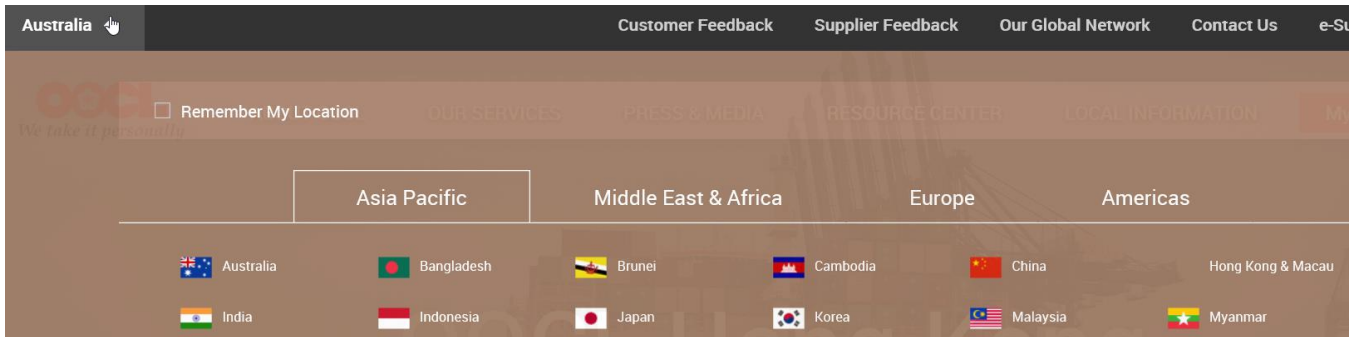 Australia Customer Feedback Supplier Feedback Our Global Network Contact Us e-Su
OOCL
We take it personally
Remember My Location OUR SERVICES PRESS & MEDIA RESOURCE CENTER LOCAL INFORMATION
Asia Pacific Middle East & Africa Europe Americas
Australia Bangladesh Brunei Cambodia China Hong Kong & Macau
India Indonesia Japan Korea Malaysia Myanmar